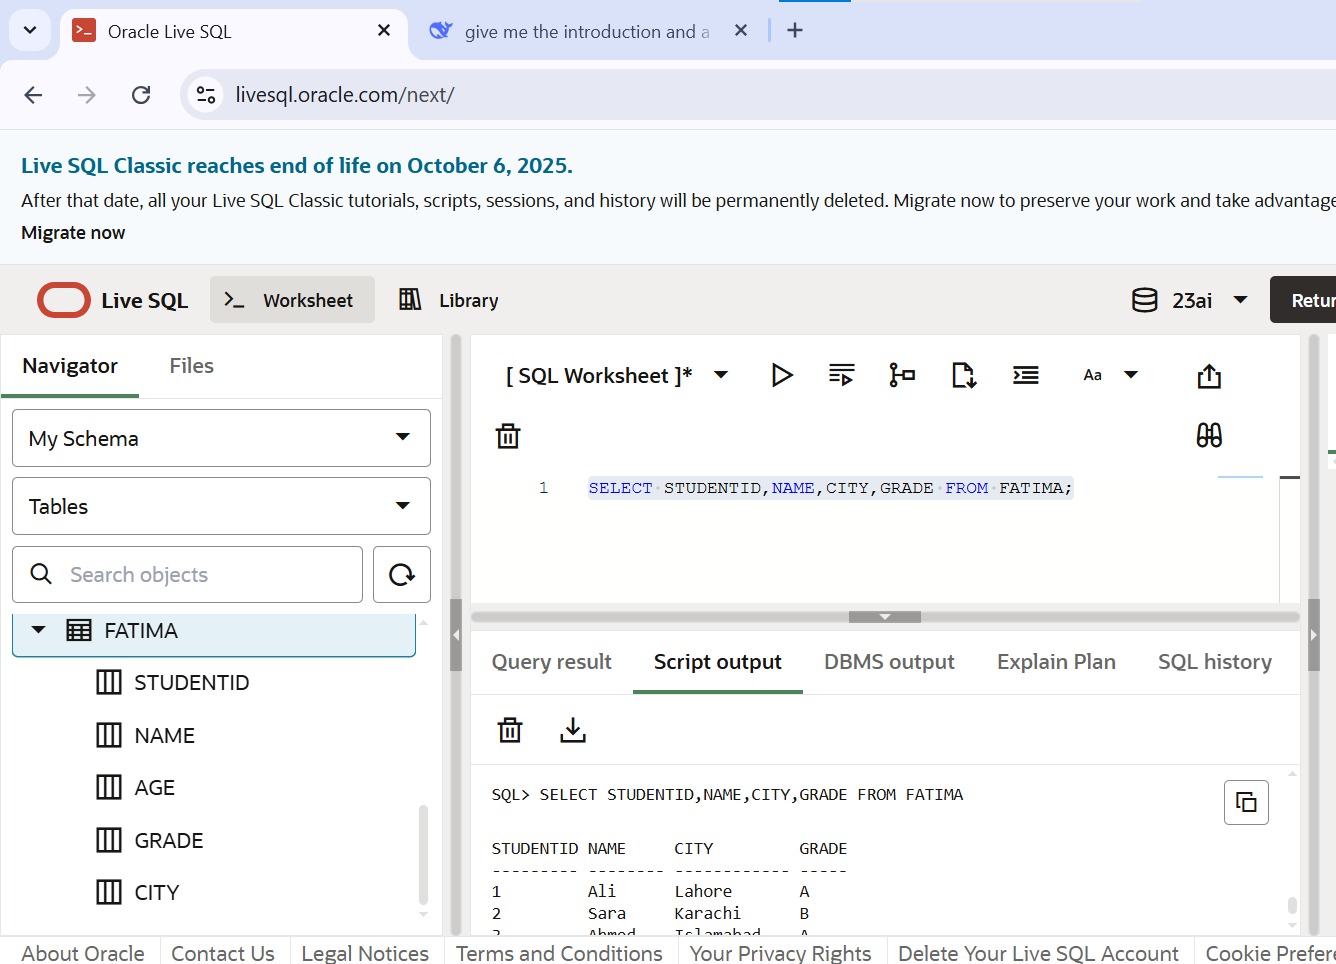 Oracle Live SQL
give me the introduction and a
livesql.oracle.com/next/
Live SQL Classic reaches end of life on October 6, 2025.
After that date, all your Live SQL Classic tutorials, scripts, sessions, and history will be permanently deleted. Migrate now to preserve your work and take advantage
Migrate now
Live SQL
Worksheet
Library
23ai
Retur
Navigator
Files
My Schema
Tables
Search objects
FATIMA
STUDENTID
NAME
AGE
GRADE
CITY
[ SQL Worksheet ]*
Aa
1 SELECT STUDENTID,NAME,CITY,GRADE FROM FATIMA;
Query result
Script output
DBMS output
Explain Plan
SQL history
SQL> SELECT STUDENTID,NAME,CITY,GRADE FROM FATIMA
STUDENTID NAME CITY GRADE
--------- -------- ------------ -----
1 Ali Lahore A
2 Sara Karachi B
3 Ahmed Islamabad A
About Oracle
Contact Us
Legal Notices
Terms and Conditions
Your Privacy Rights
Delete Your Live SQL Account
Cookie Prefere